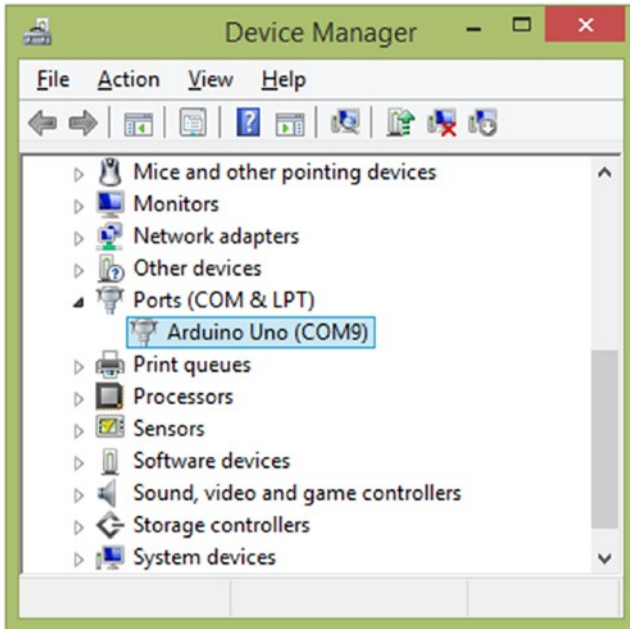 Device Manager
File Action View Help
Mice and other pointing devices
Monitors
Network adapters
Other devices
Ports (COM & LPT)
Arduino Uno (COM9)
Print queues
Processors
Sensors
Software devices
Sound, video and game controllers
Storage controllers
System devices